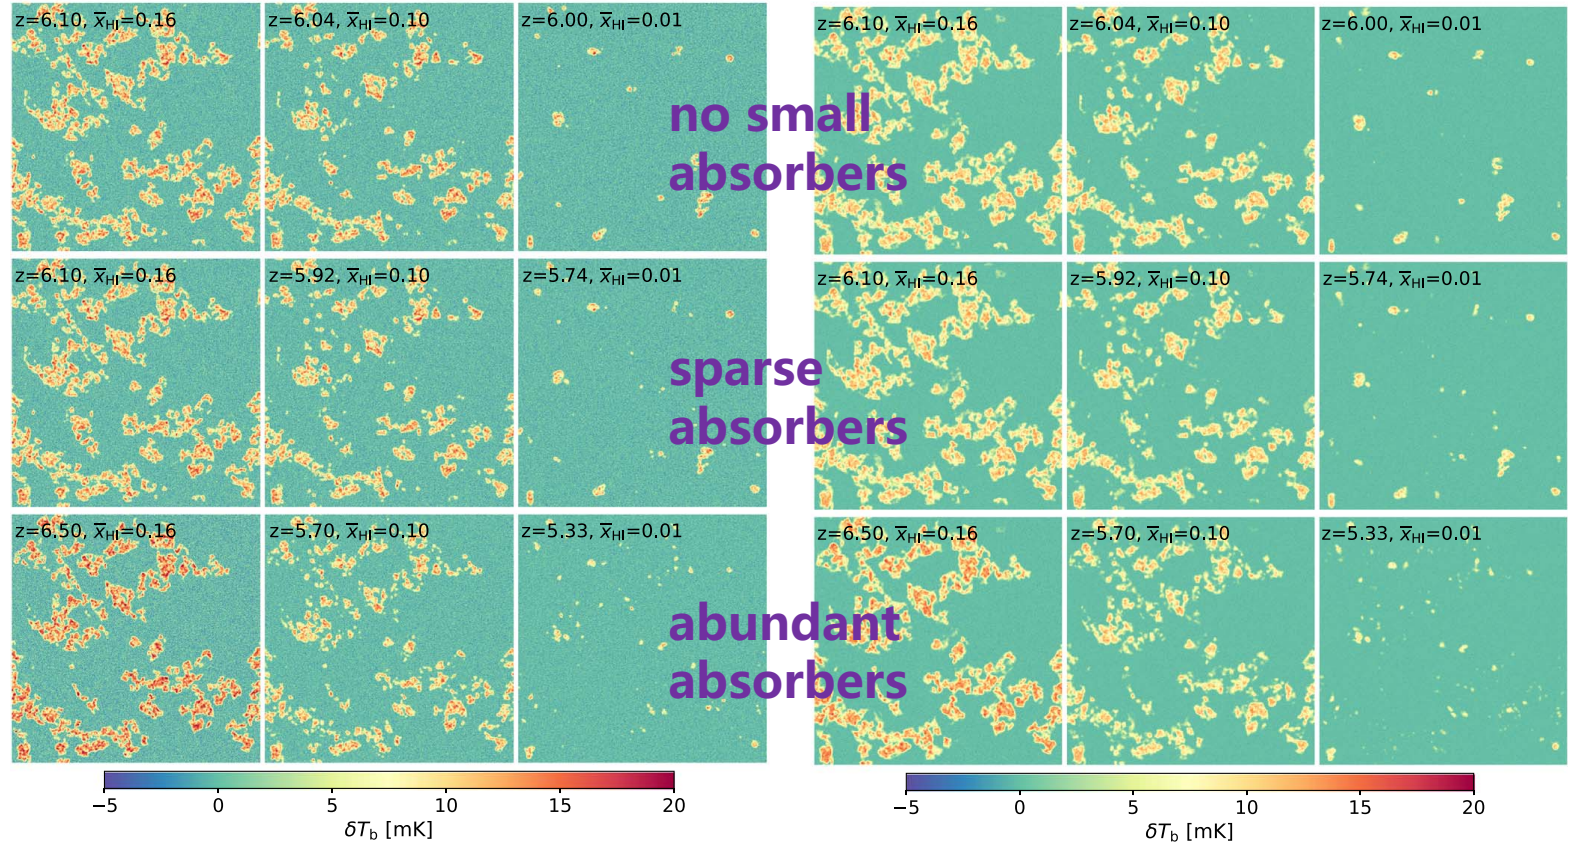 z=6.10, x̅HI=0.16
z=6.04, x̅HI=0.10
z=6.00, x̅HI=0.01
z=6.10, x̅HI=0.16
z=6.04, x̅HI=0.10
z=6.00, x̅HI=0.01
no small
absorbers
z=6.10, x̅HI=0.16
z=5.92, x̅HI=0.10
z=5.74, x̅HI=0.01
z=6.10, x̅HI=0.16
z=5.92, x̅HI=0.10
z=5.74, x̅HI=0.01
sparse
absorbers
z=6.50, x̅HI=0.16
z=5.70, x̅HI=0.10
z=5.33, x̅HI=0.01
z=6.50, x̅HI=0.16
z=5.70, x̅HI=0.10
z=5.33, x̅HI=0.01
abundant
absorbers
−5 0 5 10 15 20
δTb [mK]
−5 0 5 10 15 20
δTb [mK]